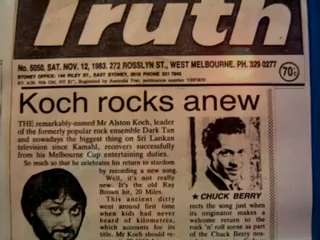 Truth
No. 5050, SAT. NOV. 12, 1983. 272 ROSSLYN ST., WEST MELBOURNE. PH. 329 0277
SYDNEY OFFICE: 144 RILEY ST, EAST SYDNEY, 2010 PHONE 331
70c
Koch rocks anew
THE remarkably-named Mr Alston Koch, leader
of the formerly popular rock ensemble Dark Tan
and nowadays the biggest thing on Sri Lankan
television since Kamahl, recovers successfully
from his Melbourne Cup entertaining duties.
So much so that he celebrates his return to stardom
by recording a new song.
Well, it's not really
new. It's the old Ray
Brown hit, 20 Miles.
This ancient dirty
went around first time
when kids had never
heard of kilometres,
which accounts for its
title. Mr Koch should re-
★ CHUCK BERRY
rects the song just when
its originator makes a
welcome return to the
rock 'n' roll scene as part
of the Chuck Berry